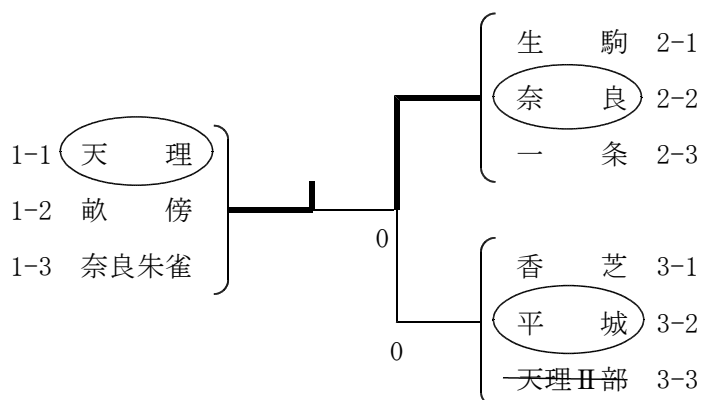 1-1 天理
1-2 畝傍
1-3 奈良朱雀
生駒 2-1
奈良 2-2
一条 2-3
0
香芝 3-1
平城 3-2
天理Ⅱ部 3-3
0